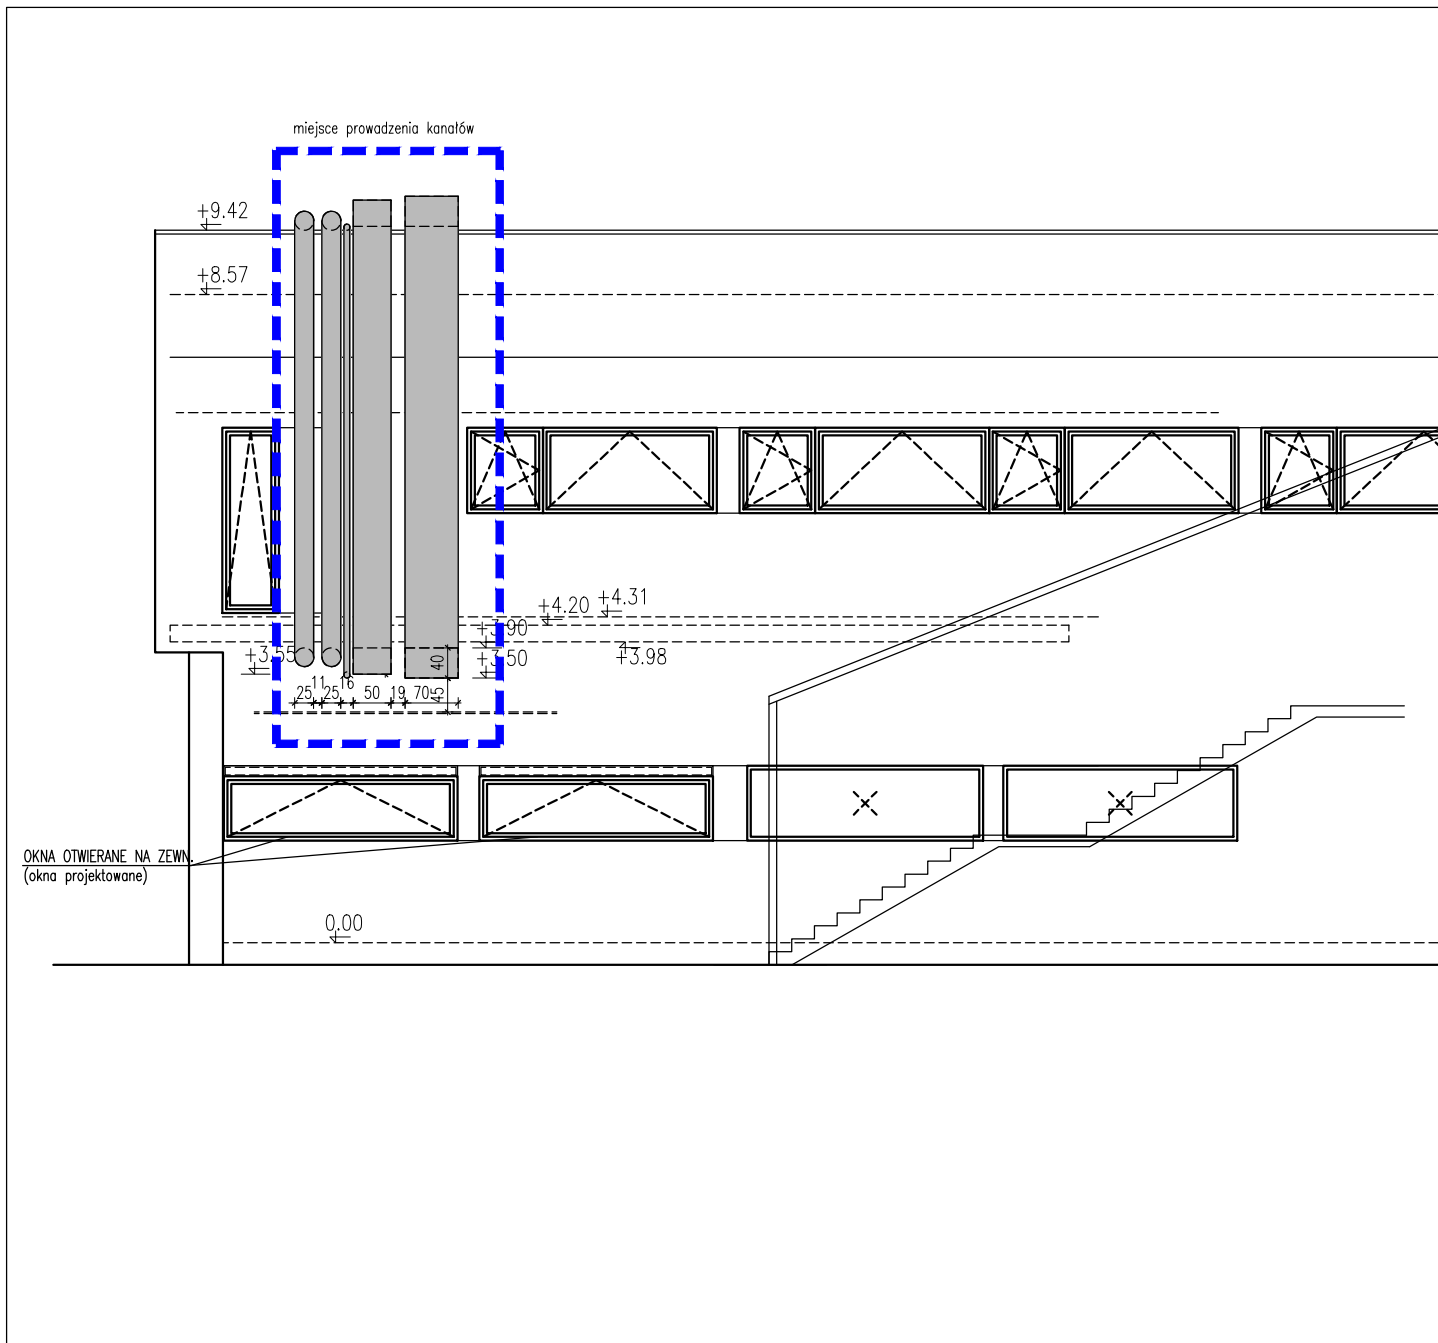 miejsce prowadzenia kanałów
+9.42
+8.57
+4.20 +4.31
+3.90
+3.55
+3.50
+3.98
40
11 16
25 25 50 19 70
45
OKNA OTWIERANE NA ZEWN.
(okna projektowane)
0.00